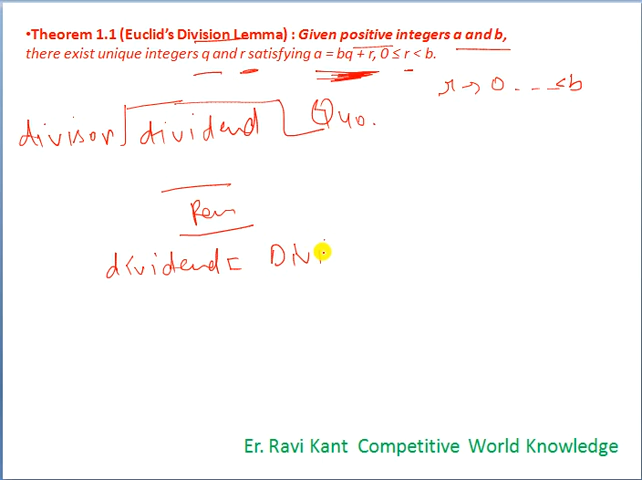 •Theorem 1.1 (Euclid's Division Lemma) : Given positive integers a and b,
there exist unique integers q and r satisfying a = bq + r, 0 ≤ r < b.
r → 0 . . . ≤ b
divisor dividend Quo.
Rem
dividend = Divi
Er. Ravi Kant Competitive World Knowledge